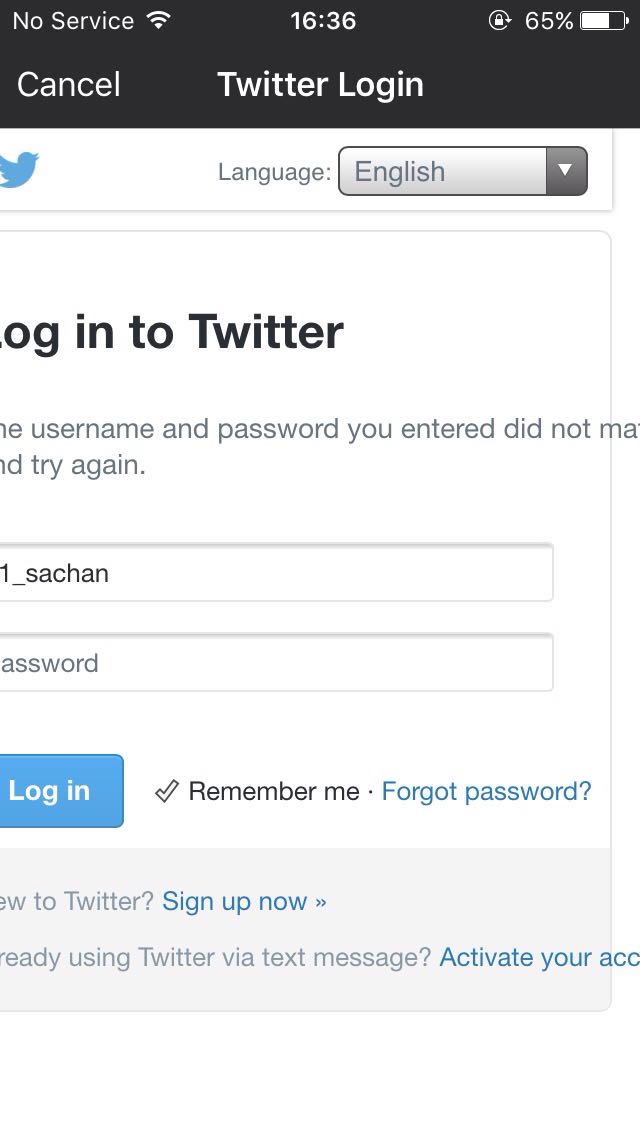 No Service 16:36 65%
Cancel Twitter Login
Language: English
og in to Twitter
he username and password you entered did not ma
nd try again.
1_sachan
assword
Log in Remember me · Forgot password?
ew to Twitter? Sign up now »
ready using Twitter via text message? Activate your acc